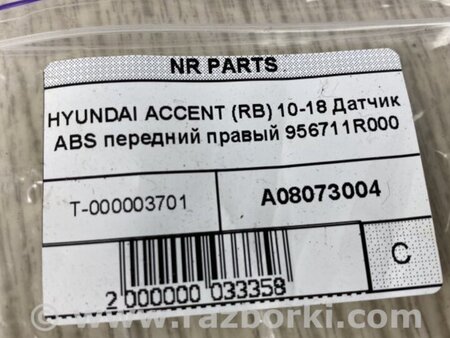 NR PARTS
HYUNDAI ACCENT (RB) 10-18 Датчик
ABS передний правый 956711R000
T-000003701
A08073004
2 000000 033358
C
© - www.razborki.com